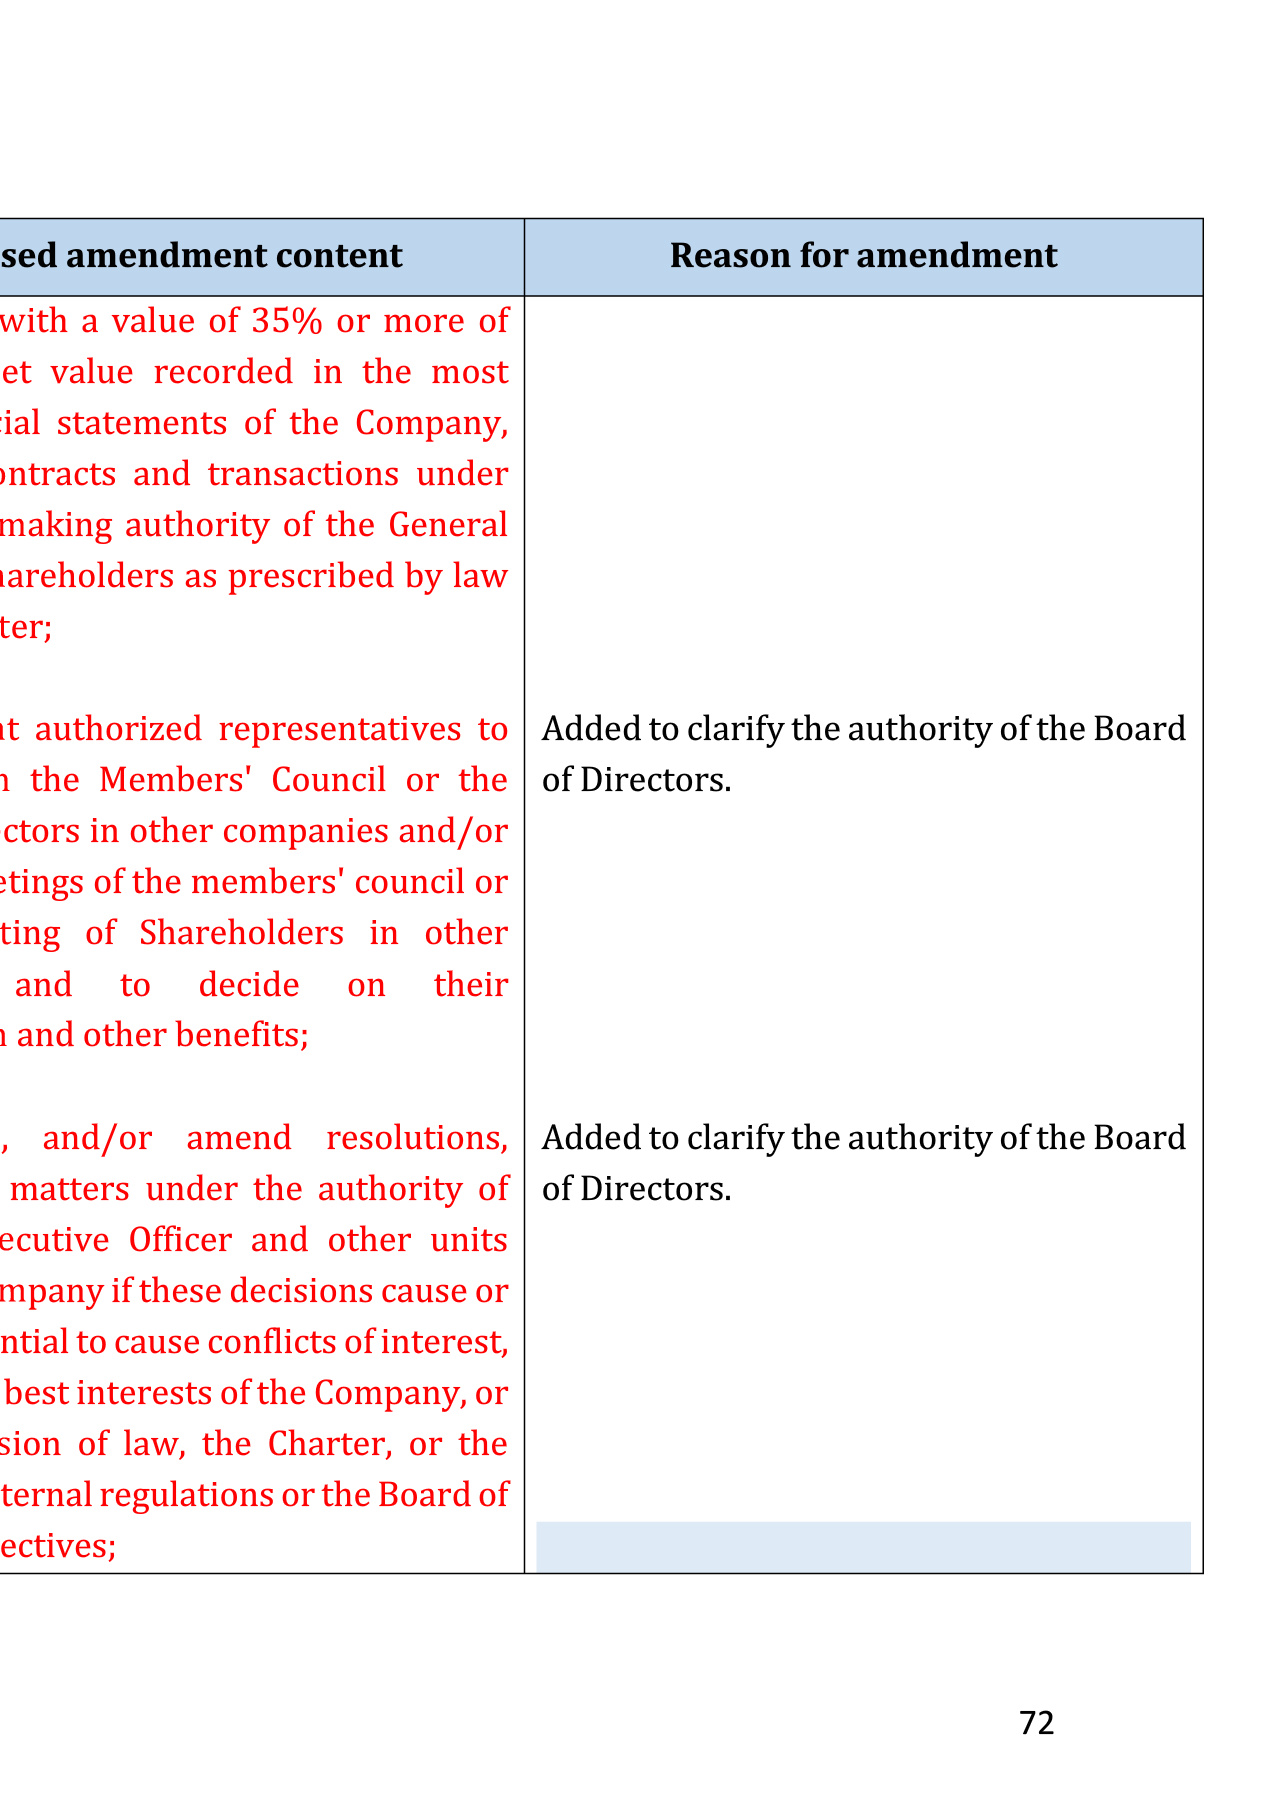 sed amendment content
Reason for amendment
with a value of 35% or more of
et value recorded in the most
cial statements of the Company,
ontracts and transactions under
making authority of the General
hareholders as prescribed by law
ter;
t authorized representatives to
Added to clarify the authority of the Board
n the Members' Council or the
of Directors.
ctors in other companies and/or
etings of the members' council or
ting of Shareholders in other
and to decide on their
n and other benefits;
, and/or amend resolutions,
Added to clarify the authority of the Board
matters under the authority of
of Directors.
ecutive Officer and other units
mpany if these decisions cause or
ntial to cause conflicts of interest,
best interests of the Company, or
sion of law, the Charter, or the
ternal regulations or the Board of
ectives;
72